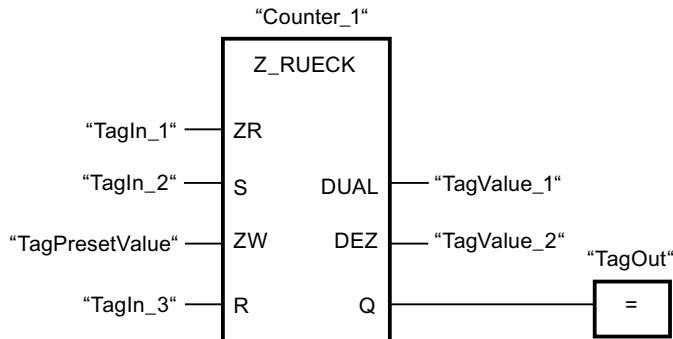 “Counter_1“
Z_RUECK
“TagIn_1“ ZR
“TagIn_2“ S DUAL “TagValue_1“
“TagPresetValue“ ZW DEZ “TagValue_2“
“TagOut“
“TagIn_3“ R Q =